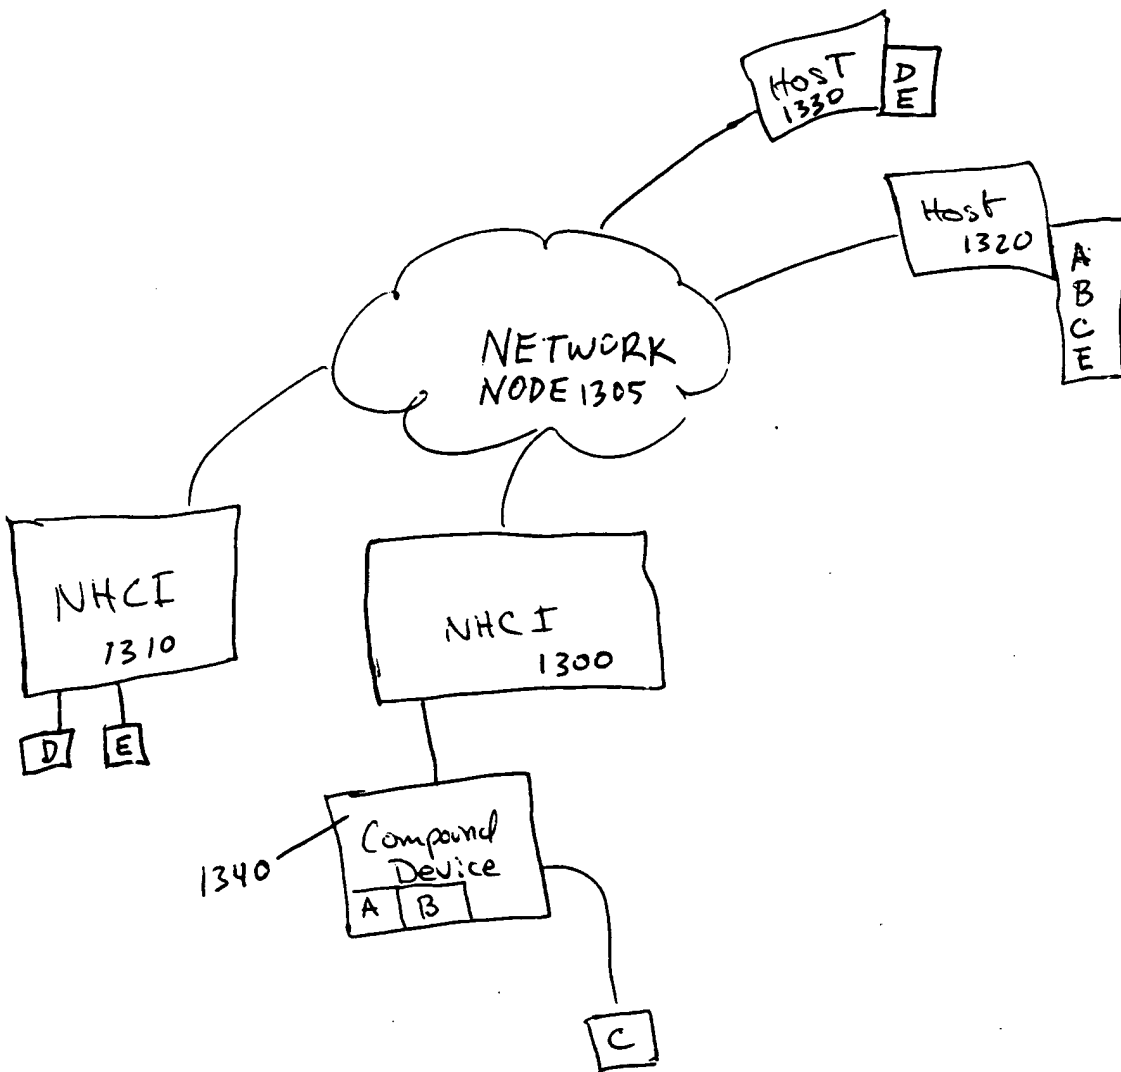 HOST
1330
D
E
Host
1320
A
B
C
E
NETWORK
NODE 1305
NHCI
1310
NHCI
1300
D
E
Compound
Device
1340
A
B
C